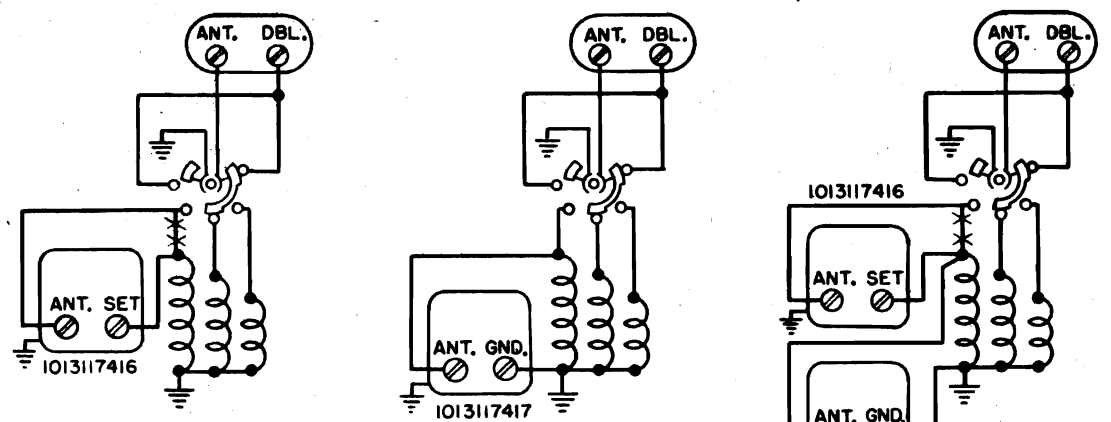 ANT. DBL.
ANT. SET
1013117416
ANT. DBL.
ANT. GND.
1013117417
ANT. DBL.
1013117416
ANT. SET
ANT. GND.